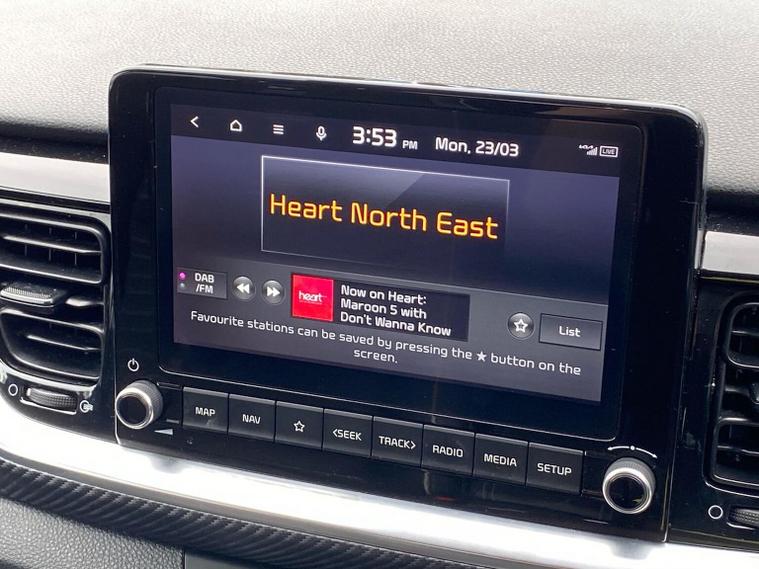 3:53 PM Mon, 23/03 LIVE
Heart North East
DAB
/FM
heart
Now on Heart:
Maroon 5 with
Don't Wanna Know
List
Favourite stations can be saved by pressing the ★ button on the
screen.
MAP
NAV
<SEEK
TRACK>
RADIO
MEDIA
SETUP